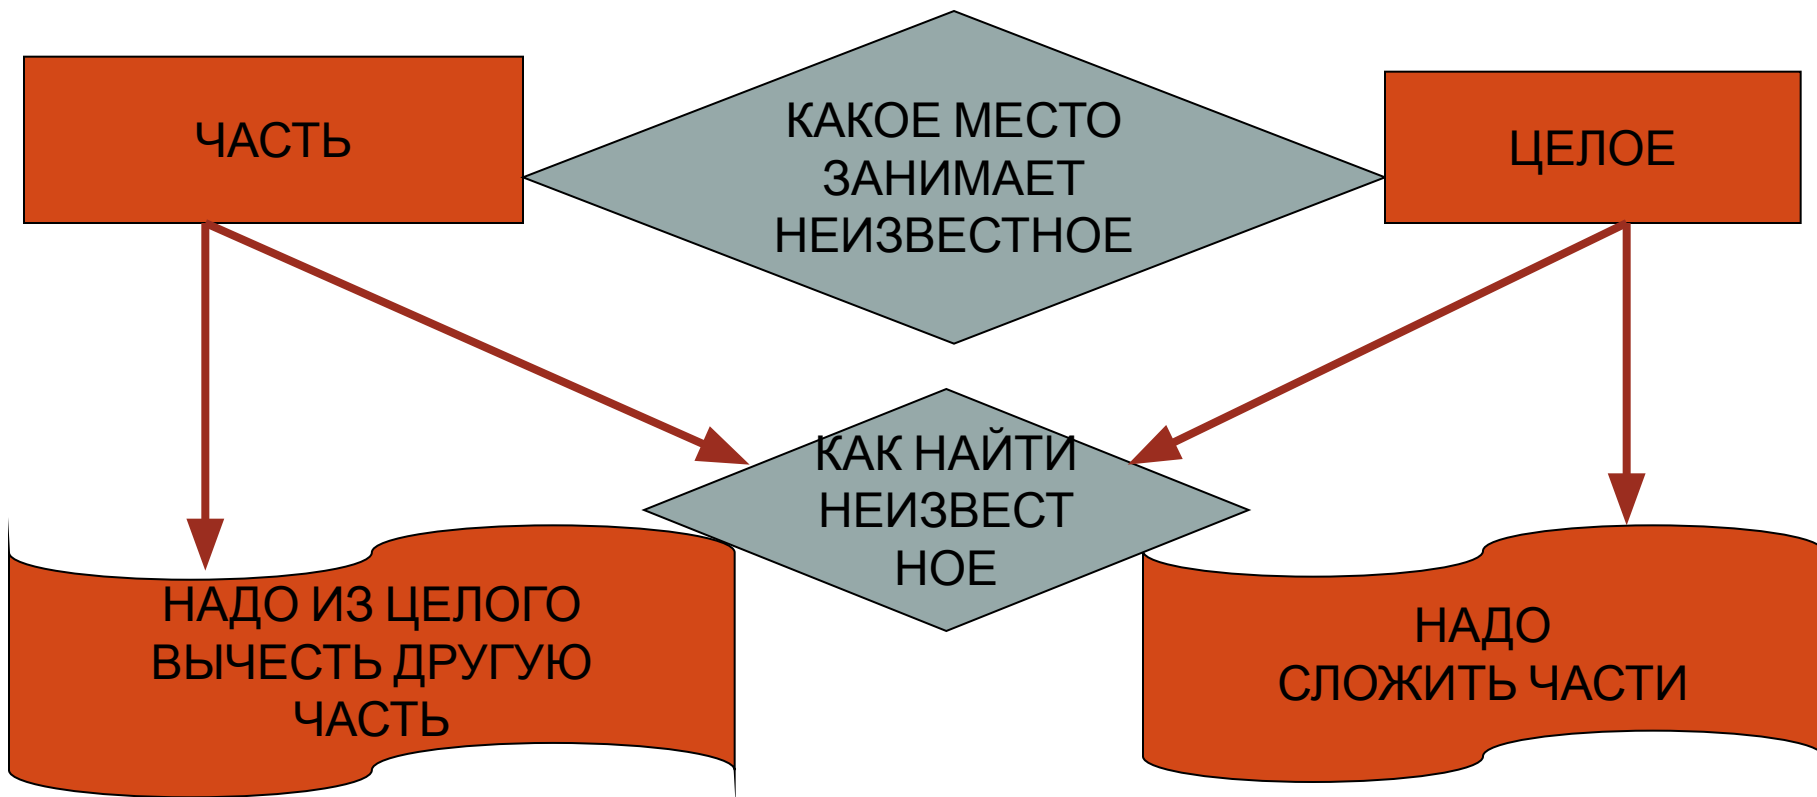 ЧАСТЬ
КАКОЕ МЕСТО
ЗАНИМАЕТ
НЕИЗВЕСТНОЕ
ЦЕЛОЕ
КАК НАЙТИ
НЕИЗВЕСТ
НОЕ
НАДО ИЗ ЦЕЛОГО
ВЫЧЕСТЬ ДРУГУЮ
ЧАСТЬ
НАДО
СЛОЖИТЬ ЧАСТИ